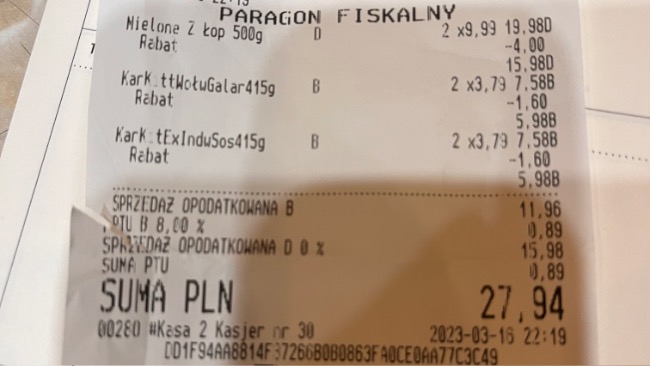 PARAGON FISKALNY
Mielone Z Łop 500g D 2 x9,99 19,98D
Rabat -4,00
15,98D
KarK ttWołuGalar415g B 2 x3,79 7,58B
Rabat -1,60
5,98B
KarK tExInduSos415g B 2 x3,79 7,58B
Rabat -1,60
5,98B
SPRZEDAŻ OPODATKOWANA B 11,96
PTU B 8,00 % 0,89
SPRZEDAŻ OPODATKOWANA D 0 % 15,98
SUMA PTU 0,89
SUMA PLN 27,94
00280 #Kasa 2 Kasjer nr 30 2023-03-16 22:19
DD1F94AA8814F37266B0B0863FA0CE0AA77C3C49